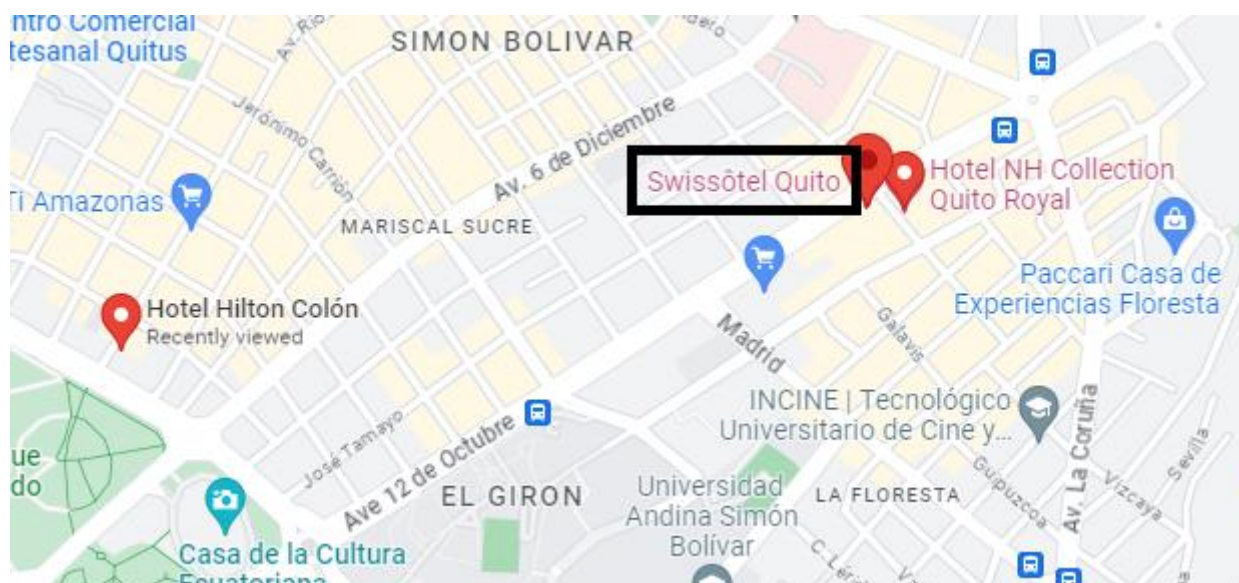 ntro Comercial
tesanal Quitus
SIMON BOLIVAR
Jerónimo Carrión
Av. 6 de Diciembre
Ti Amazonas
MARISCAL SUCRE
Swissôtel Quito
Hotel NH Collection
Quito Royal
Paccari Casa de
Experiencias Floresta
Hotel Hilton Colón
Recently viewed
Madrid
Galavis
INCINE | Tecnológico
Universitario de Cine y...
José Tamayo
Ave 12 de Octubre
EL GIRON
Universidad
Andina Simón
Bolívar
LA FLORESTA
Guipuzcoa
Av. La Coruña
Vizcaya
Sevilla
ue
do
Casa de la Cultura
Ecuatoriana